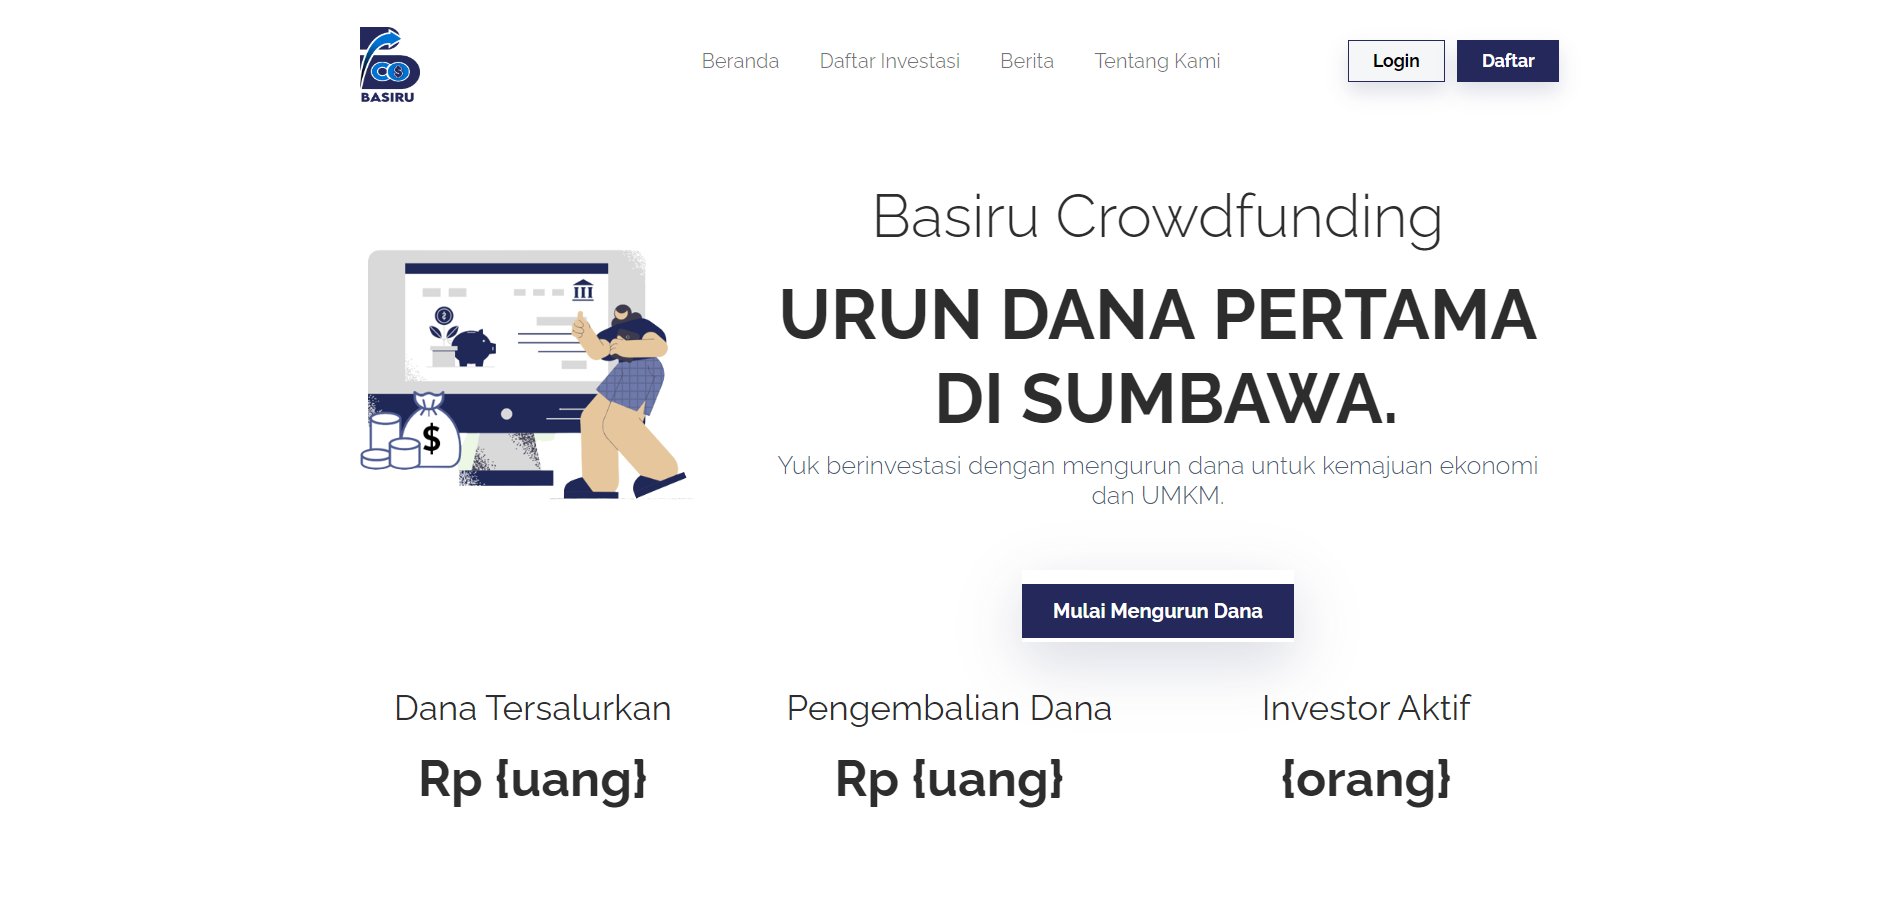 BASIRU
Beranda
Daftar Investasi
Berita
Tentang Kami
Login
Daftar
Basiru Crowdfunding
URUN DANA PERTAMA
DI SUMBAWA.
Yuk berinvestasi dengan mengurun dana untuk kemajuan ekonomi
dan UMKM.
$
Mulai Mengurun Dana
Dana Tersalurkan
Rp {uang}
Pengembalian Dana
Rp {uang}
Investor Aktif
{orang}